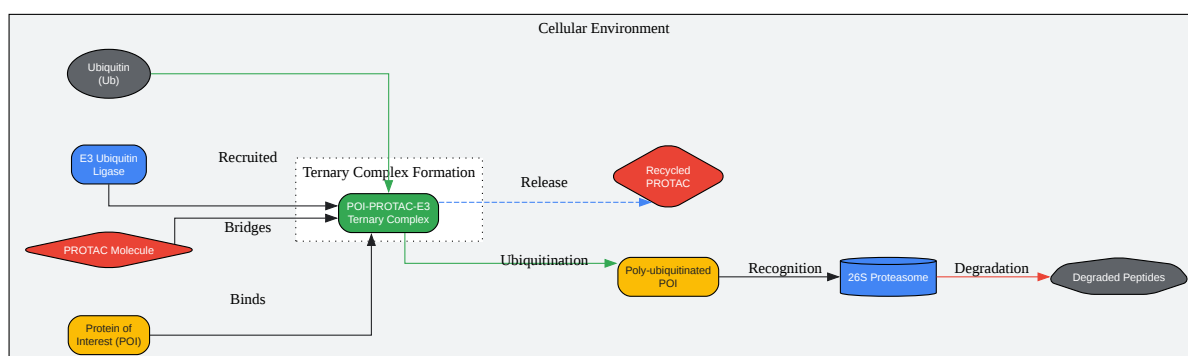 Cellular Environment
Ubiquitin
(Ub)
E3 Ubiquitin
Ligase
Recruited
Ternary Complex Formation
POI-PROTAC-E3
Ternary Complex
Release
Recycled
PROTAC
PROTAC Molecule
Bridges
Ubiquitination
Poly-ubiquitinated
POI
Recognition
26S Proteasome
Degradation
Degraded Peptides
Binds
Protein of
Interest (POI)